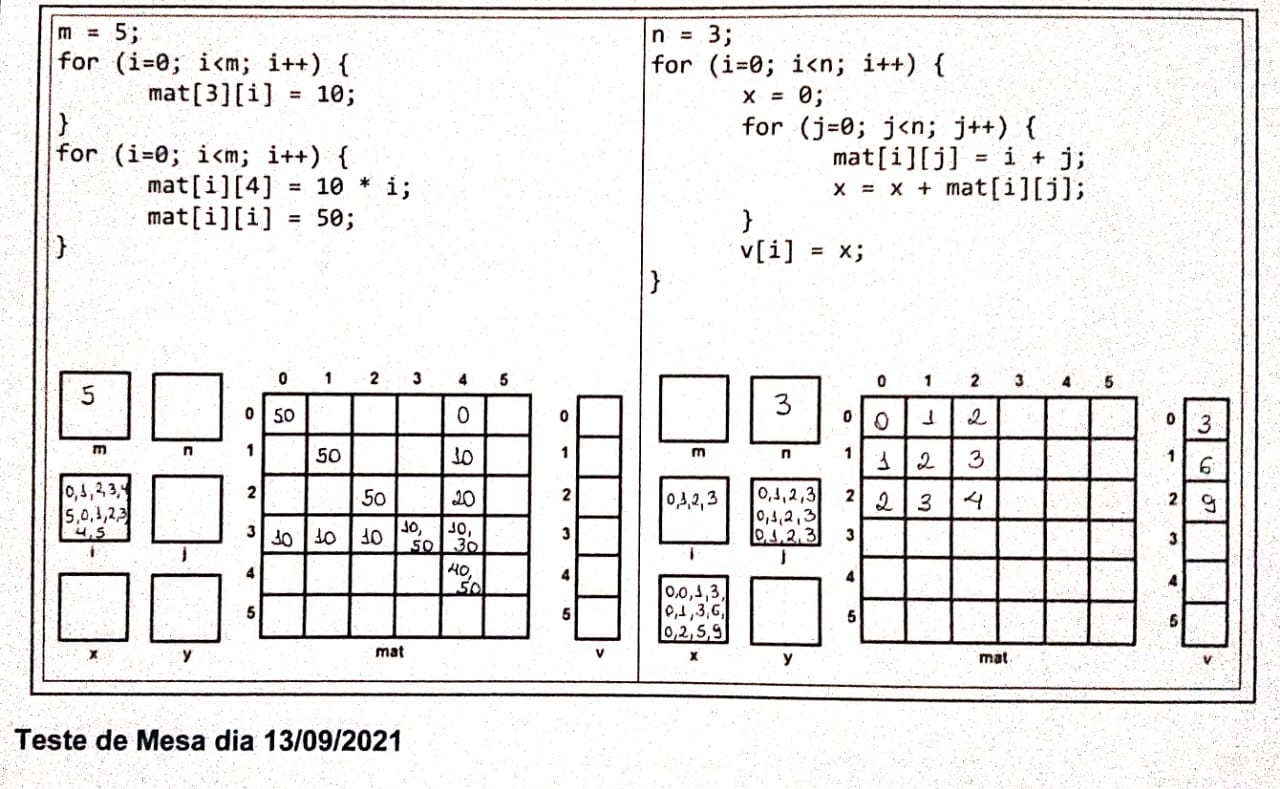 m = 5;
for (i=0; i<m; i++) {
mat[3][i] = 10;
}
for (i=0; i<m; i++) {
mat[i][4] = 10 * i;
mat[i][i] = 50;
}
5
m
n
0,1,2,3,4
5,0,1,2,3
4,5
i
j
x
y
0 1 2 3 4 5
0 50 0
1 50 10
2 50 20
3 10 10 10 10, 50 10, 30
4 40, 50
5
mat
0
1
2
3
4
5
v
n = 3;
for (i=0; i<n; i++) {
x = 0;
for (j=0; j<n; j++) {
mat[i][j] = i + j;
x = x + mat[i][j];
}
v[i] = x;
}
m
3
n
0,1,2,3
i
0,1,2,3
0,1,2,3
0,1,2,3
j
0,0,1,3,
0,1,3,6,
0,2,5,9
x
y
0 1 2 3 4 5
0 0 1 2
1 1 2 3
2 2 3 4
3
4
5
mat
0 3
1 6
2 9
3
4
5
v
Teste de Mesa dia 13/09/2021